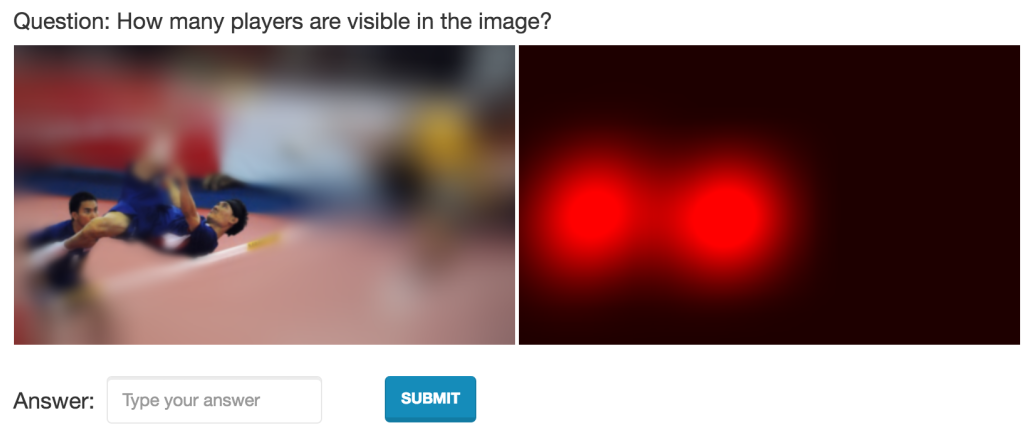 Question: How many players are visible in the image?
Answer:
Type your answer
SUBMIT